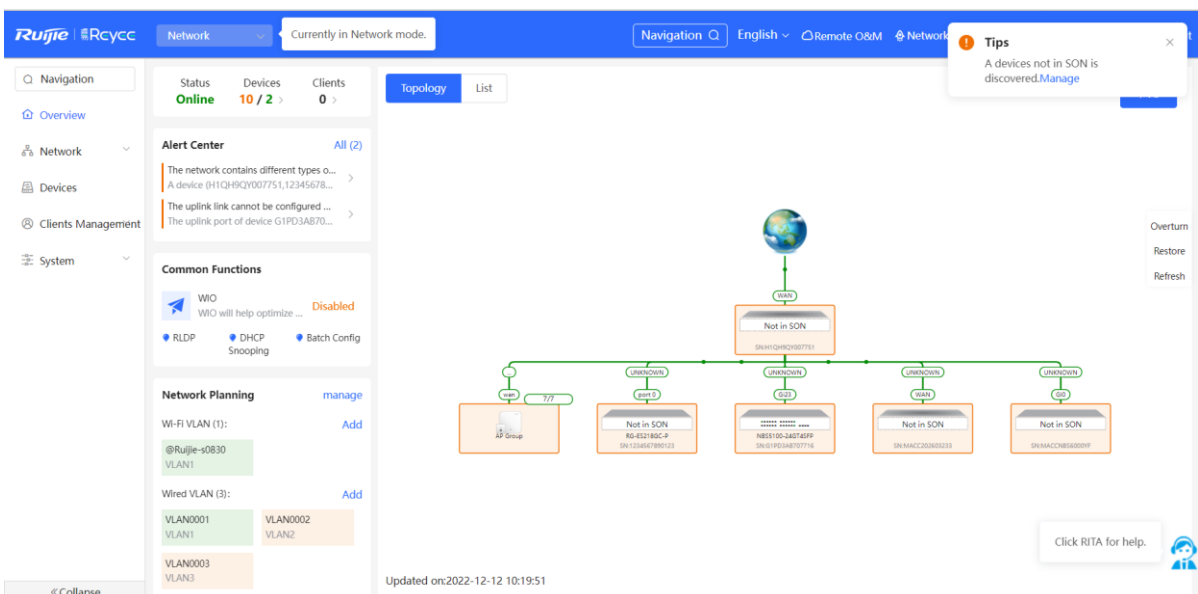 Ruijie Rcycc
Network
Currently in Network mode.
Navigation
English
Remote O&M
Network
Tips
A devices not in SON is
discovered.Manage
Navigation
Overview
Network
Devices
Clients Management
System
Collapse
Status Devices Clients
Online 10 / 2 > 0 >
Alert Center All (2)
The network contains different types o...
A device (H1QH9QY007751,12345678...
The uplink link cannot be configured ...
The uplink port of device G1PD3AB70...
Common Functions
WIO
WIO will help optimize ...
Disabled
RLDP DHCP Snooping Batch Config
Network Planning manage
Wi-Fi VLAN (1): Add
@Ruijie-s0830
VLAN1
Wired VLAN (3): Add
VLAN0001 VLAN0002
VLAN1 VLAN2
VLAN0003
VLAN3
Topology List
Overturn
Restore
Refresh
WAN
Not in SON
SN:H1QH9QY007751
UNKNOWN UNKNOWN UNKNOWN UNKNOWN
wan 7/7 port 0 Gi23 WAN GI0
AP Group
Not in SON
RG-ES218GC-P
SN:1234567890123
NBS5100-24GT4SFP
SN:G1PD3AB707716
Not in SON
SN:MACC202603233
Not in SON
SN:MACCNBS6000YF
Click RITA for help.
Updated on:2022-12-12 10:19:51